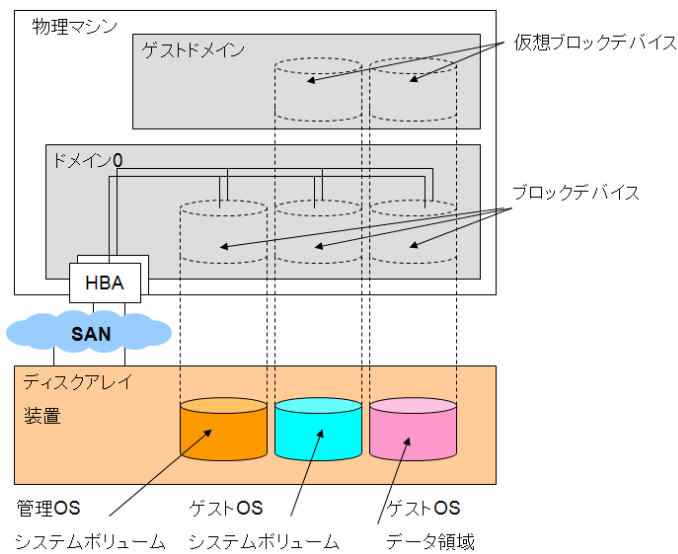 物理マシン
ゲストドメイン
仮想ブロックデバイス
ドメイン0
ブロックデバイス
HBA
SAN
ディスクアレイ
装置
管理OS
システムボリューム
ゲストOS
システムボリューム
ゲストOS
データ領域